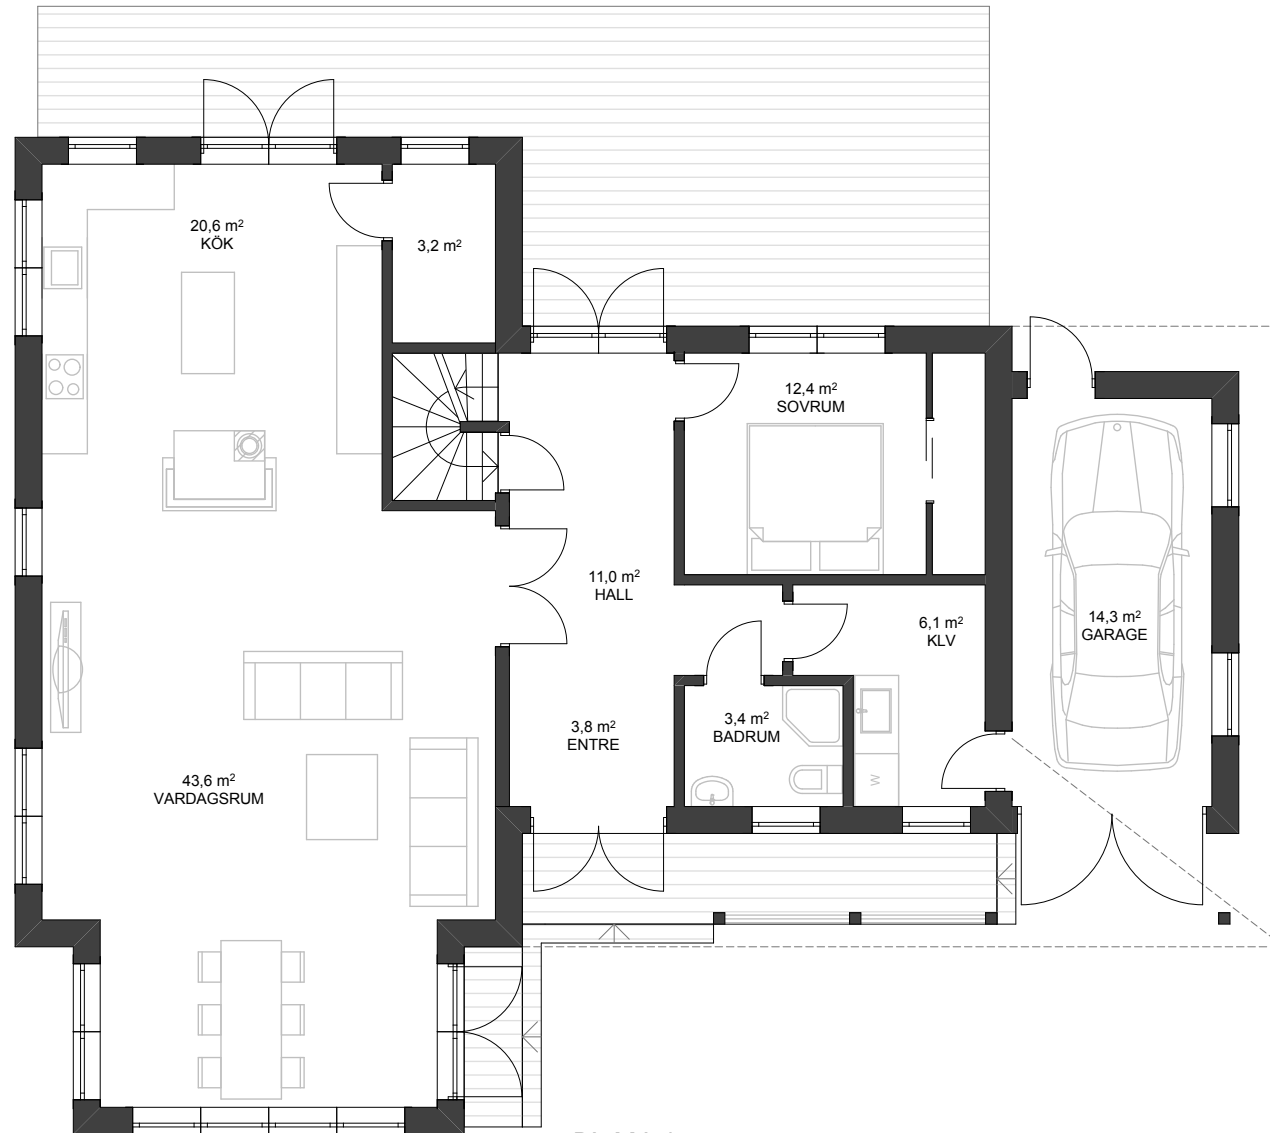 20,6 m²
KÖK
3,2 m²
12,4 m²
SOVRUM
11,0 m²
HALL
6,1 m²
KLV
14,3 m²
GARAGE
3,8 m²
ENTRE
3,4 m²
BADRUM
43,6 m²
VARDAGSRUM
W